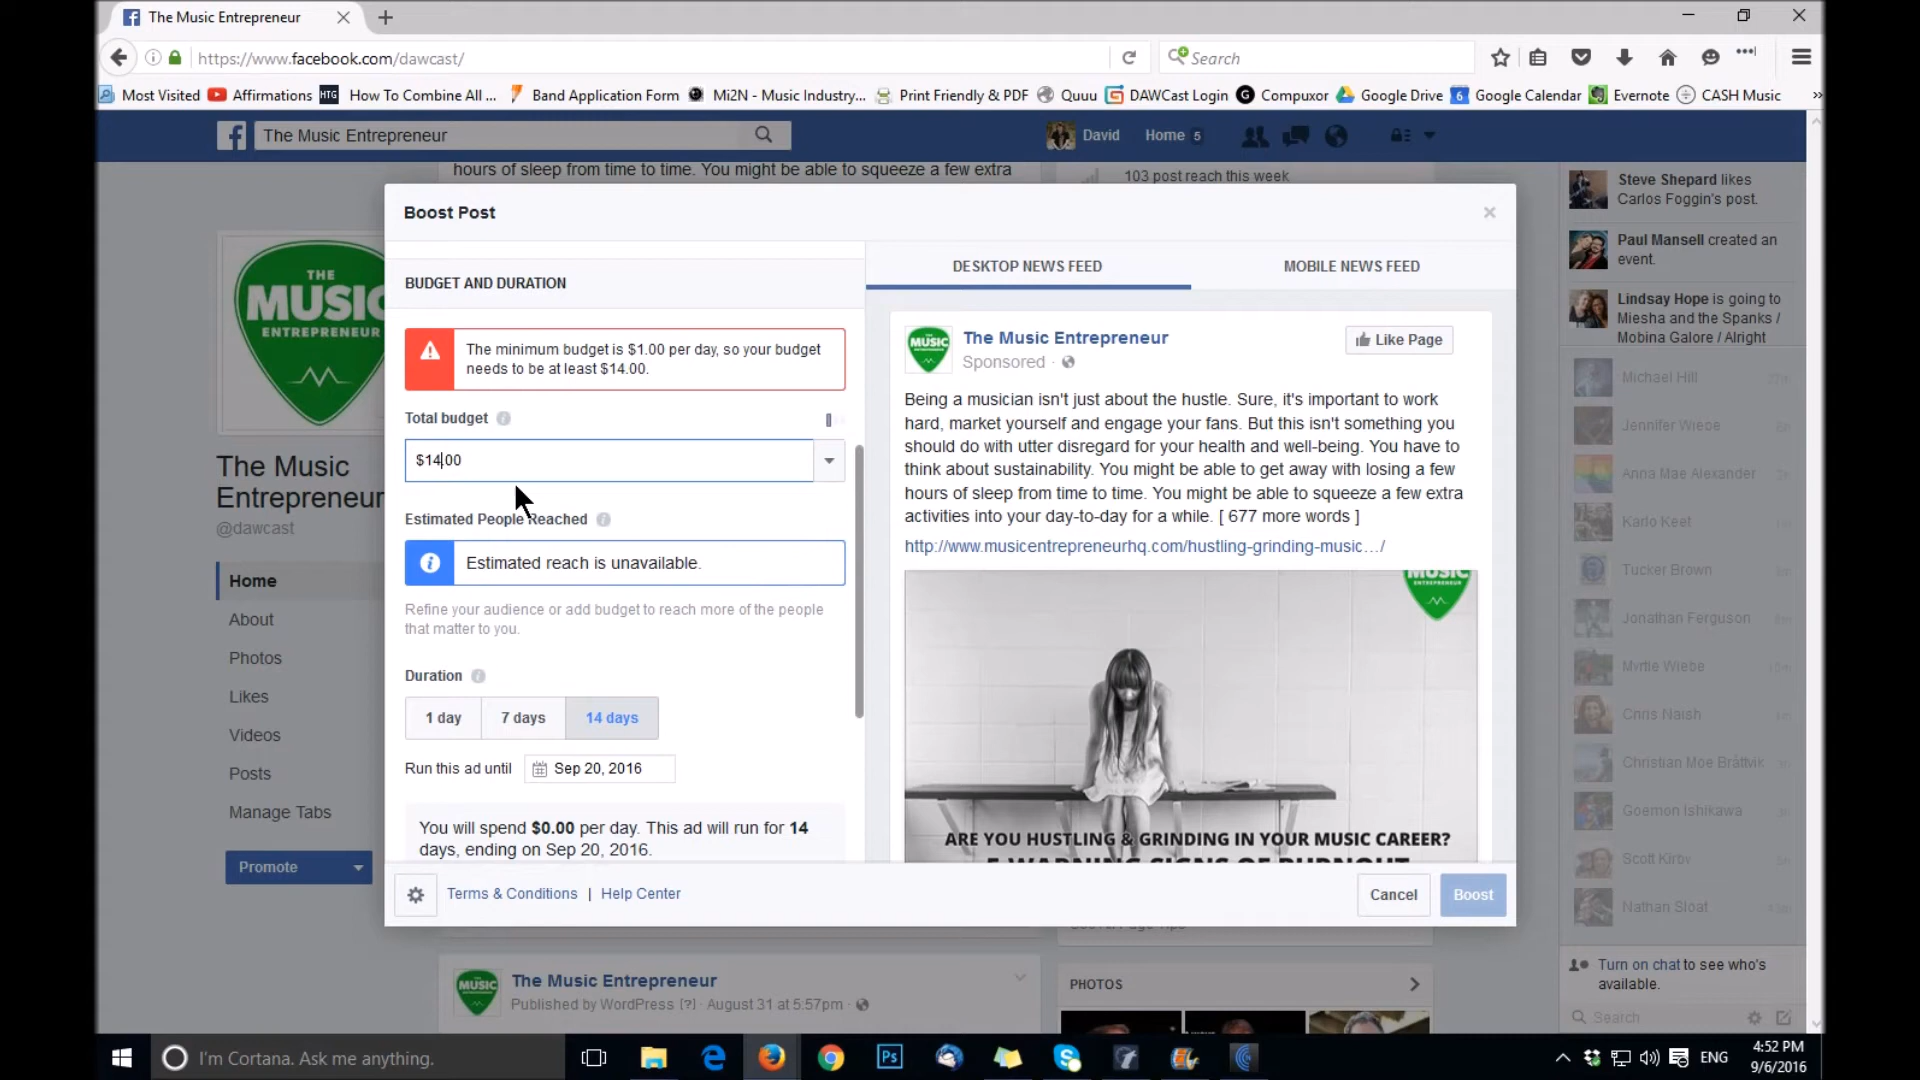 The Music Entrepreneur
https://www.facebook.com/dawcast/
Search
Most Visited
Affirmations
HTG
How To Combine All ...
Band Application Form
Mi2N - Music Industry...
Print Friendly & PDF
Quuu
DAWCast Login
Compuxor
Google Drive
6
Google Calendar
Evernote
CASH Music
The Music Entrepreneur
David
Home 5
hours of sleep from time to time. You might be able to squeeze a few extra
103 post reach this week
Boost Post
BUDGET AND DURATION
The minimum budget is $1.00 per day, so your budget
needs to be at least $14.00.
Total budget
$14.00
Estimated People Reached
Estimated reach is unavailable.
Refine your audience or add budget to reach more of the people
that matter to you.
Duration
1 day
7 days
14 days
Run this ad until
Sep 20, 2016
You will spend $0.00 per day. This ad will run for 14
days, ending on Sep 20, 2016.
Terms & Conditions | Help Center
Cancel
Boost
DESKTOP NEWS FEED
MOBILE NEWS FEED
MUSIC
The Music Entrepreneur
Sponsored
Like Page
Being a musician isn't just about the hustle. Sure, it's important to work
hard, market yourself and engage your fans. But this isn't something you
should do with utter disregard for your health and well-being. You have to
think about sustainability. You might be able to get away with losing a few
hours of sleep from time to time. You might be able to squeeze a few extra
activities into your day-to-day for a while. [ 677 more words ]
http://www.musicentrepreneurhq.com/hustling-grinding-music…/
MUSIC
ARE YOU HUSTLING & GRINDING IN YOUR MUSIC CAREER?
5 WARNING SIGNS OF BURNOUT
THE
MUSIC
ENTREPRENEUR
The Music
Entrepreneur
@dawcast
Home
About
Photos
Likes
Videos
Posts
Manage Tabs
Promote
MUSIC
The Music Entrepreneur
Published by WordPress [?] · August 31 at 5:57pm
PHOTOS
Steve Shepard likes
Carlos Foggin's post.
Paul Mansell created an
event.
Lindsay Hope is going to
Miesha and the Spanks /
Mobina Galore / Alright
Michael Hill
Jennifer Wiebe
Anna Mae Alexander
Karlo Keet
Tucker Brown
Jonathan Ferguson
Myrtle Wiebe
Chris Naish
Christian Moe Bråttvik
Goemon Ishikawa
Scott Kirby
Nathan Sloat
Turn on chat to see who's
available.
Search
I'm Cortana. Ask me anything.
Ps
ENG
4:52 PM
9/6/2016